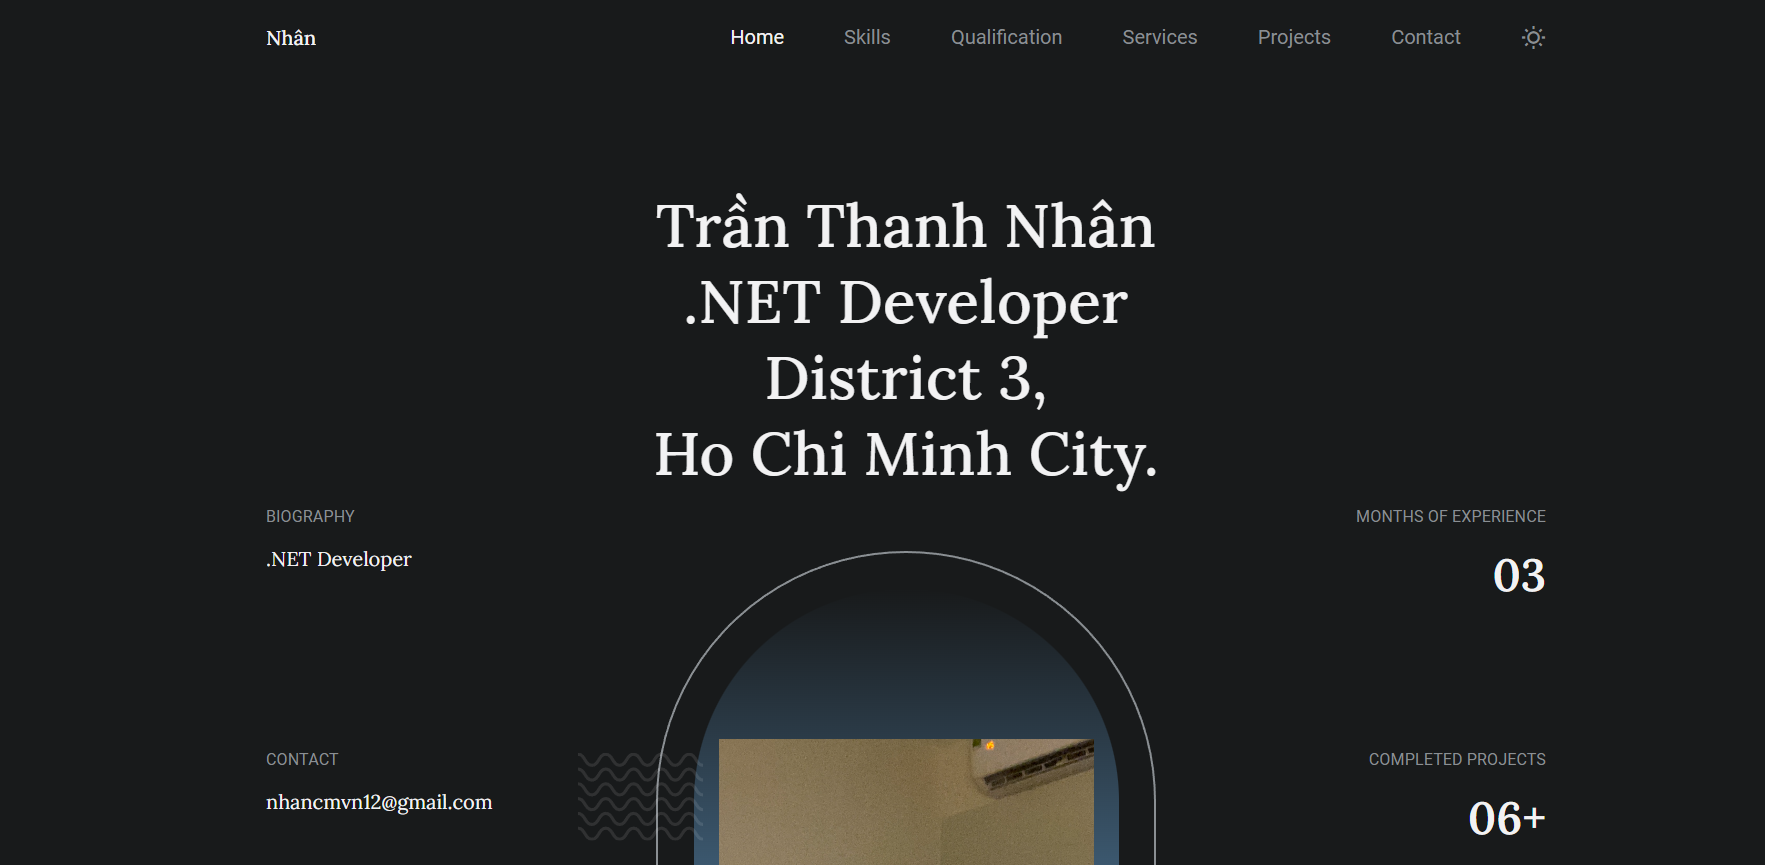 Nhân
Home Skills Qualification Services Projects Contact
Trần Thanh Nhân
.NET Developer
District 3,
Ho Chi Minh City.
BIOGRAPHY
.NET Developer
MONTHS OF EXPERIENCE
03
CONTACT
nhancmvn12@gmail.com
COMPLETED PROJECTS
06+